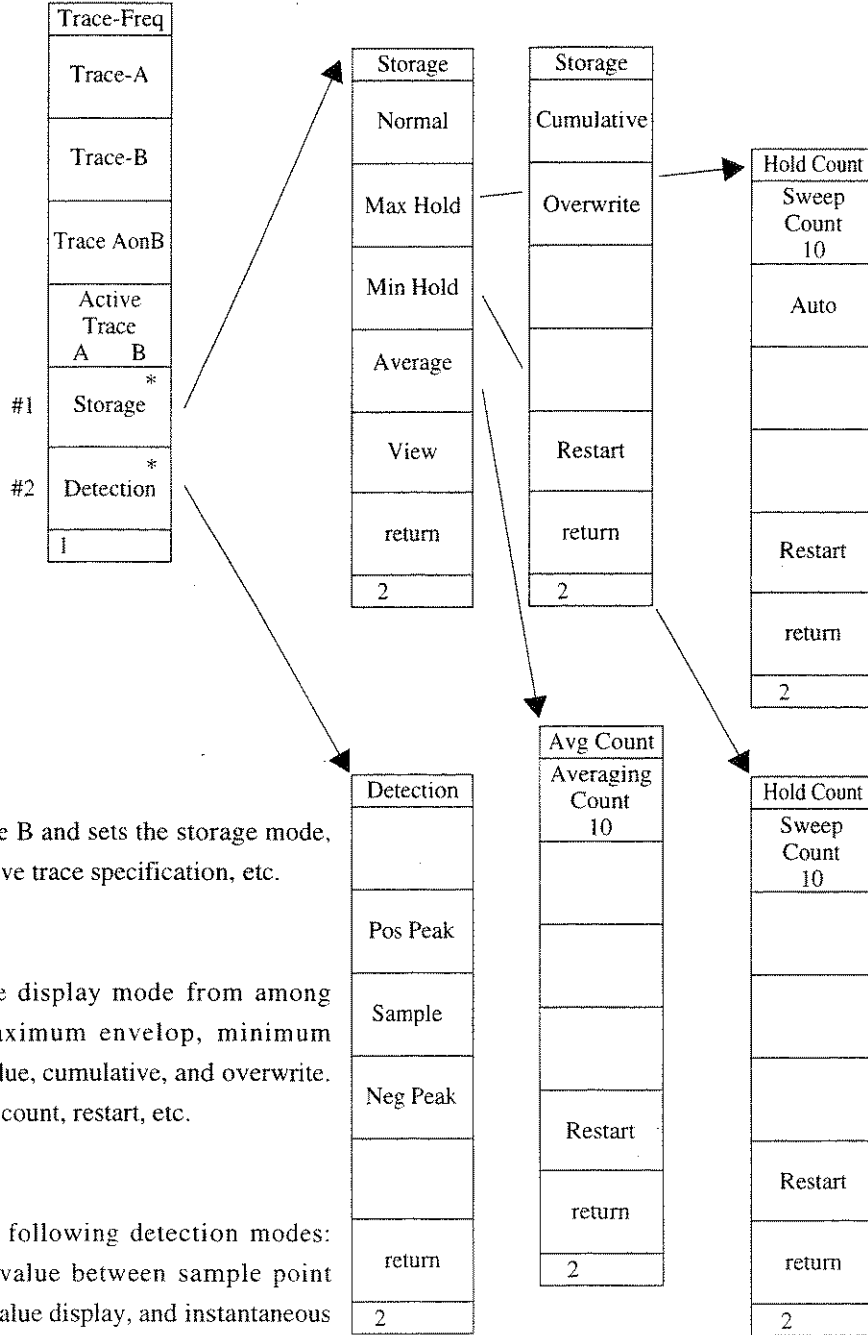 Trace-Freq
Trace-A
Trace-B
Trace AonB
Active
Trace
A B
*
#1 Storage
*
#2 Detection
1
Storage
Normal
Max Hold
Min Hold
Average
View
return
2
Storage
Cumulative
Overwrite
Restart
return
2
Hold Count
Sweep
Count
10
Auto
Restart
return
2
e B and sets the storage mode,
ve trace specification, etc.
e display mode from among
aximum envelop, minimum
lue, cumulative, and overwrite.
count, restart, etc.
following detection modes:
value between sample point
alue display, and instantaneous
Detection
Pos Peak
Sample
Neg Peak
return
2
Avg Count
Averaging
Count
10
Restart
return
2
Hold Count
Sweep
Count
10
Restart
return
2